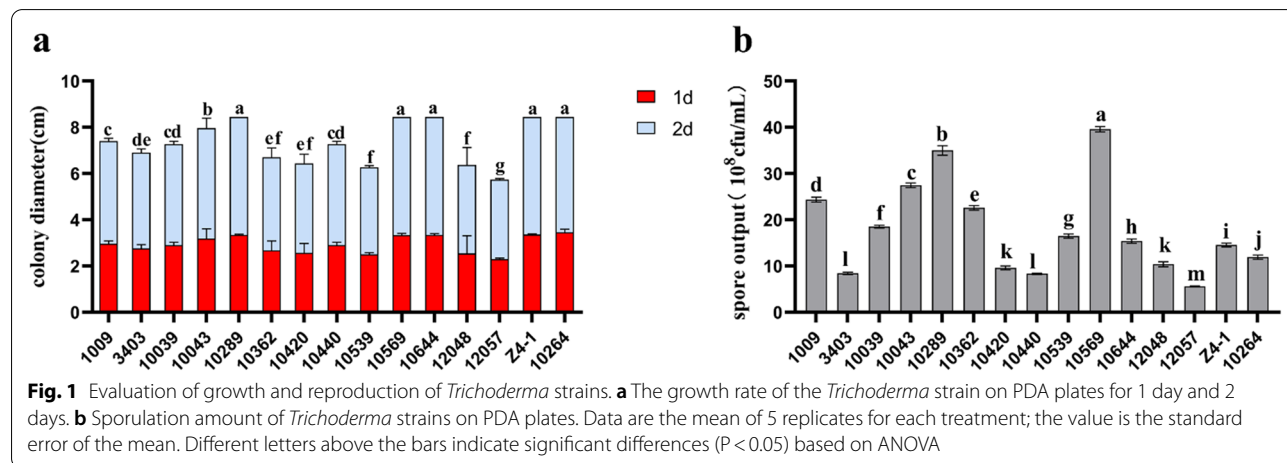 a
b
colony diameter(cm)
10
8
6
4
2
0
c
de
cd
b
a
ef
ef
cd
f
a
a
f
g
a
a
1009
3403
10039
10043
10289
10362
10420
10440
10539
10569
10644
12048
12057
Z4-1
10264
1d
2d
spore output( 10⁸cfu/mL)
50
40
30
20
10
0
d
l
f
c
b
e
k
l
g
a
h
k
m
i
j
1009
3403
10039
10043
10289
10362
10420
10440
10539
10569
10644
12048
12057
Z4-1
10264
Fig. 1 Evaluation of growth and reproduction of Trichoderma strains. a The growth rate of the Trichoderma strain on PDA plates for 1 day and 2
days. b Sporulation amount of Trichoderma strains on PDA plates. Data are the mean of 5 replicates for each treatment; the value is the standard
error of the mean. Different letters above the bars indicate significant differences (P < 0.05) based on ANOVA